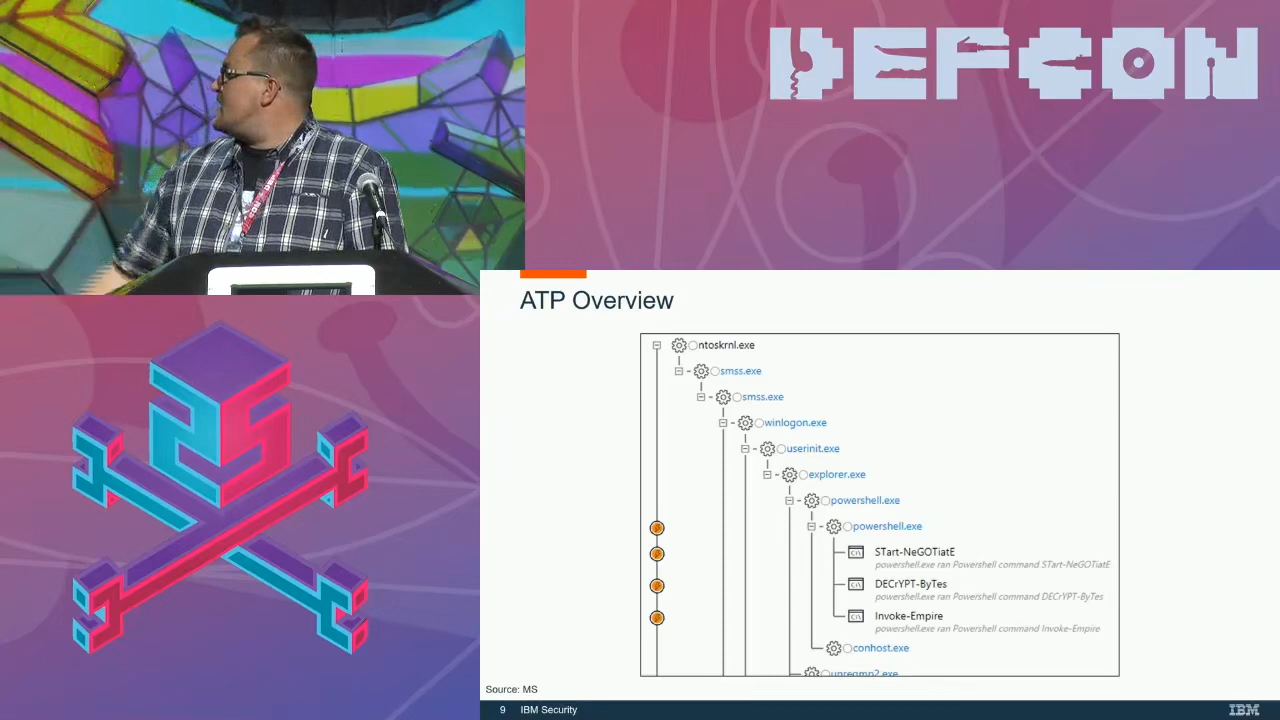 DEFCON
ATP Overview
ntoskrnl.exe
smss.exe
smss.exe
winlogon.exe
userinit.exe
explorer.exe
powershell.exe
powershell.exe
STart-NeGOTiatE
powershell.exe ran Powershell command STart-NeGOTiatE
DECrYPT-ByTes
powershell.exe ran Powershell command DECrYPT-ByTes
Invoke-Empire
powershell.exe ran Powershell command Invoke-Empire
conhost.exe
unregmp2.exe
Source: MS
9 IBM Security
IBM